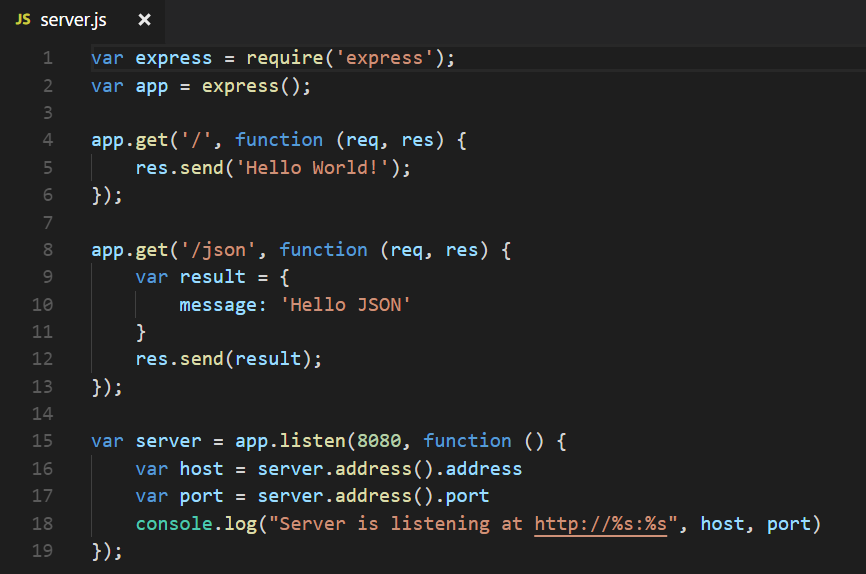 JS server.js ×
1 var express = require('express');
2 var app = express();
3
4 app.get('/', function (req, res) {
5     res.send('Hello World!');
6 });
7
8 app.get('/json', function (req, res) {
9     var result = {
10         message: 'Hello JSON'
11     }
12     res.send(result);
13 });
14
15 var server = app.listen(8080, function () {
16     var host = server.address().address
17     var port = server.address().port
18     console.log("Server is listening at http://%s:%s", host, port)
19 });